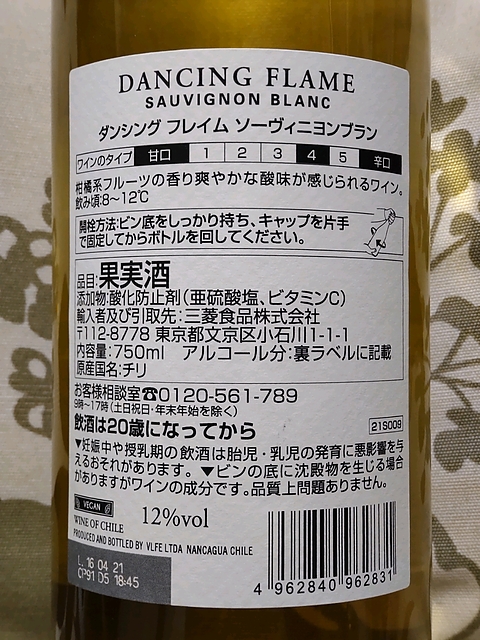 DANCING FLAME
SAUVIGNON BLANC
ダンシング フレイム ソーヴィニヨンブラン
ワインのタイプ 甘口 1 2 3 4 5 辛口
柑橘系フルーツの香り爽やかな酸味が感じられるワイン。
飲み頃:8~12℃
開栓方法:ビン底をしっかり持ち、キャップを片手
で固定してからボトルを回してください。
品目:果実酒
添加物:酸化防止剤(亜硫酸塩、ビタミンC)
輸入者及び引取先:三菱食品株式会社
〒112-8778 東京都文京区小石川1-1-1
内容量:750ml アルコール分:裏ラベルに記載
原産国名:チリ
お客様相談室☎0120-561-789
9時~17時(土日祝日・年末年始を除く)
飲酒は20歳になってから
21S009
▼妊娠中や授乳期の飲酒は胎児・乳児の発育に悪影響を与
えるおそれがあります。▼ビンの底に沈殿物を生じる場合
がありますがワインの成分です。品質上問題ありません。
VEGAN
WINE OF CHILE
12%vol
PRODUCED AND BOTTLED BY VLFE LTDA NANCAGUA CHILE
L. 16 04 21
CP91 D5 18:45
4 962840 962831